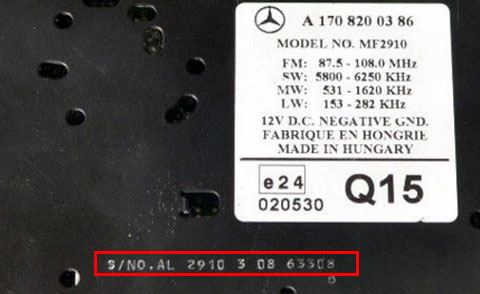 A 170 820 03 86
MODEL NO. MF2910
FM: 87.5 - 108.0 MHz
SW: 5800 - 6250 KHz
MW: 531 - 1620 KHz
LW: 153 - 282 KHz
12V D.C. NEGATIVE GND.
FABRIQUE EN HONGRIE
MADE IN HUNGARY
e24 Q15
020530
S/NO.AL 2910 3 08 63308
B